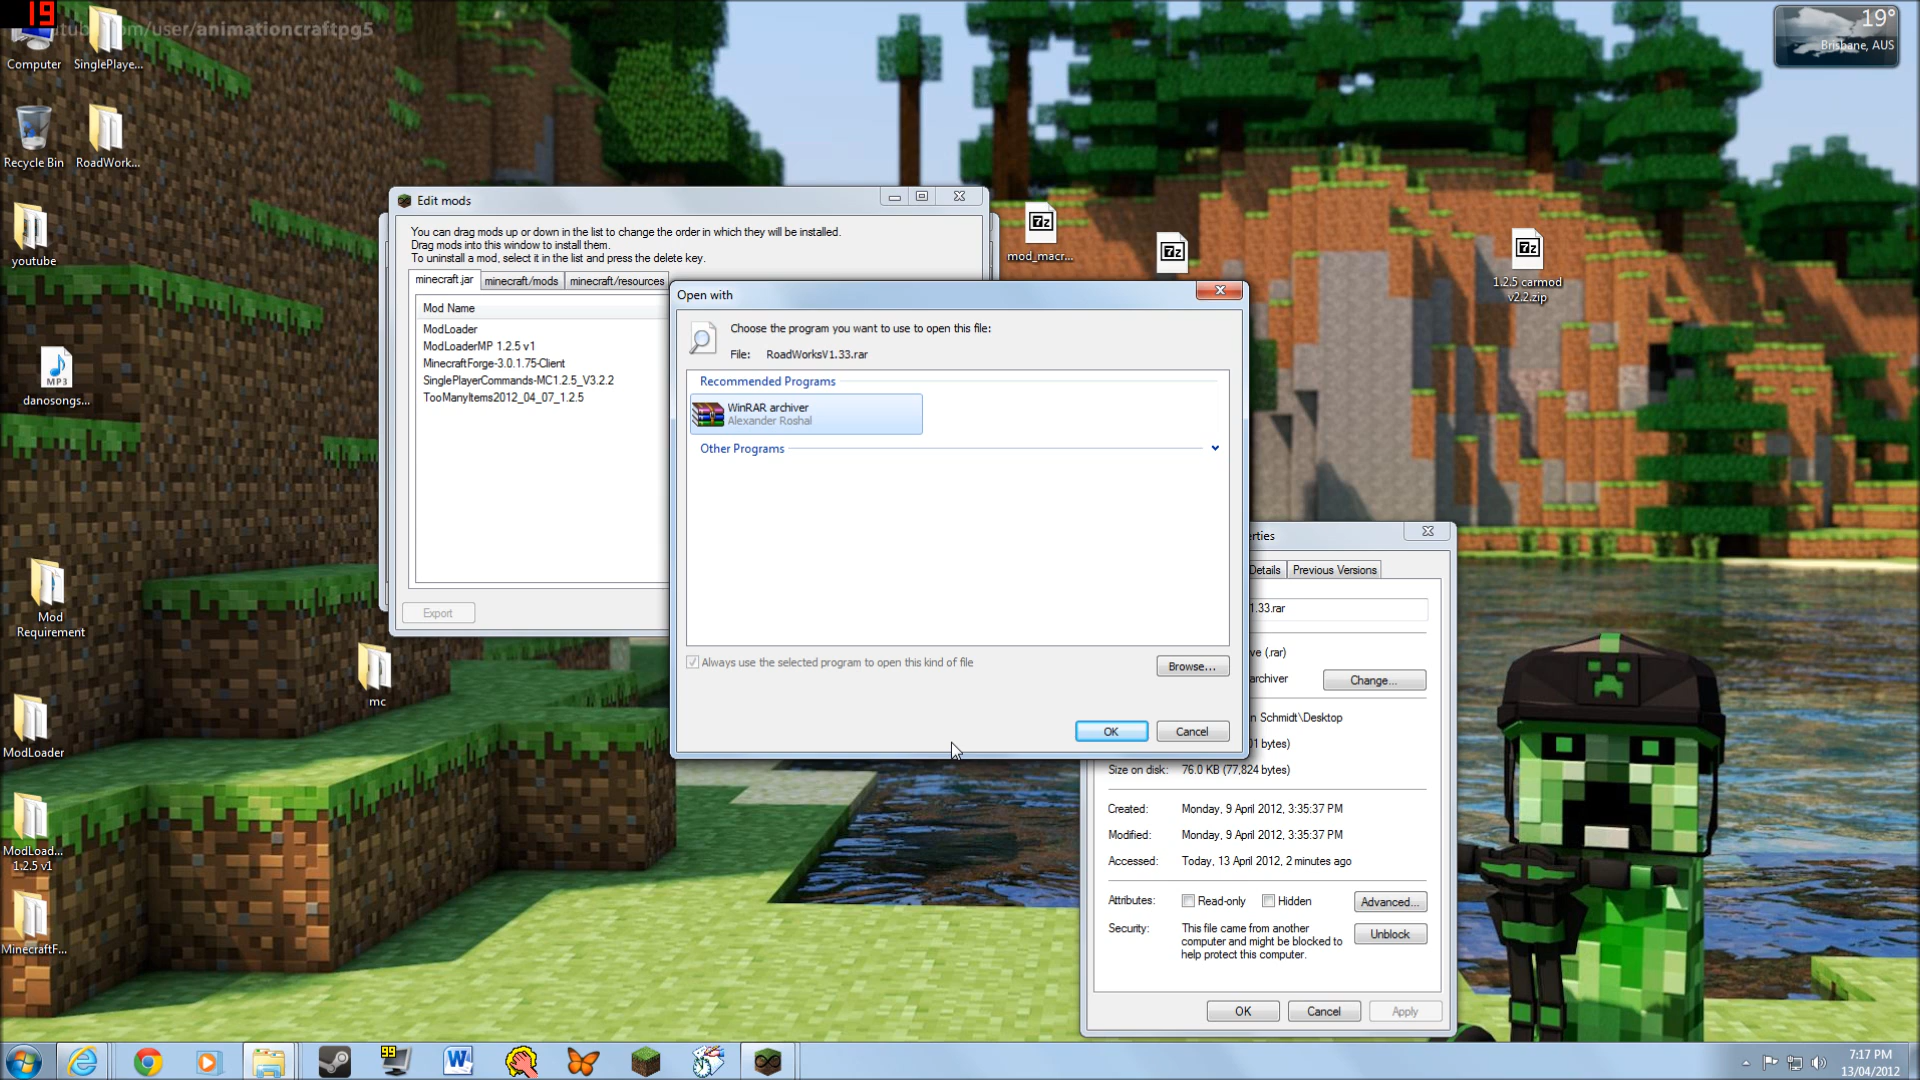 19
om/user/animationcraftpg5
19°
Brisbane, AUS
Computer
SinglePlaye...
Recycle Bin
RoadWork...
youtube
MP3
danosongs...
Mod
Requirement
mc
ModLoader
ModLoad...
1.2.5 v1
MinecraftF...
7z
mod_macr...
7z
7z
1.2.5 carmod
v2.2.zip
Edit mods
You can drag mods up or down in the list to change the order in which they will be installed.
Drag mods into this window to install them.
To uninstall a mod, select it in the list and press the delete key.
minecraft.jar
minecraft/mods
minecraft/resources
Mod Name
ModLoader
ModLoaderMP 1.2.5 v1
MinecraftForge-3.0.1.75-Client
SinglePlayerCommands-MC1.2.5_V3.2.2
TooManyItems2012_04_07_1.2.5
Export
Open with
Choose the program you want to use to open this file:
File: RoadWorksV1.33.rar
Recommended Programs
WinRAR archiver
Alexander Roshal
Other Programs
Always use the selected program to open this kind of file
Browse...
OK
Cancel
erties
Details
Previous Versions
1.33.rar
ve (.rar)
archiver
Change...
n Schmidt\Desktop
01 bytes)
Size on disk: 76.0 KB (77,824 bytes)
Created: Monday, 9 April 2012, 3:35:37 PM
Modified: Monday, 9 April 2012, 3:35:37 PM
Accessed: Today, 13 April 2012, 2 minutes ago
Attributes: Read-only Hidden
Advanced...
Security: This file came from another
computer and might be blocked to
help protect this computer.
Unblock
OK
Cancel
Apply
99
W
7:17 PM
13/04/2012